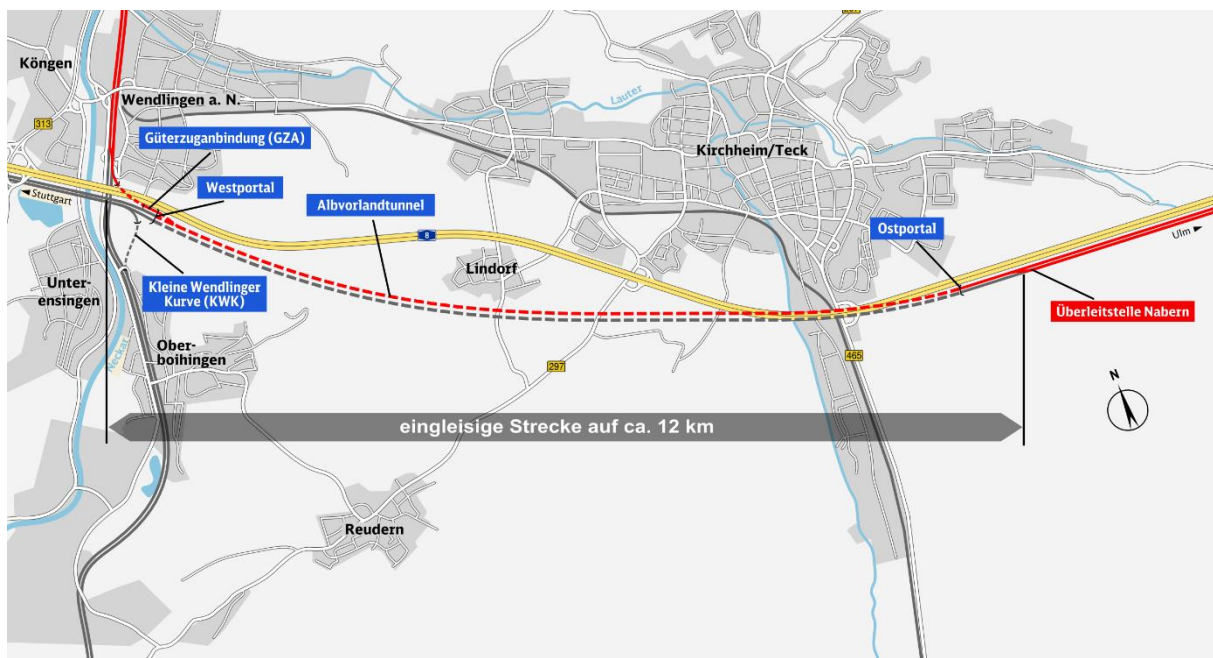 Köngen
Wendlingen a. N.
313
Güterzuganbindung (GZA)
Westportal
Stuttgart
Albvorlandtunnel
8
Lauter
Kirchheim/Teck
Ostportal
Ulm
Überleitstelle Nabern
Unter-
ensingen
Kleine Wendlinger
Kurve (KWK)
Lindorf
Neckar
Ober-
boihingen
297
465
N
eingleisige Strecke auf ca. 12 km
Reudern